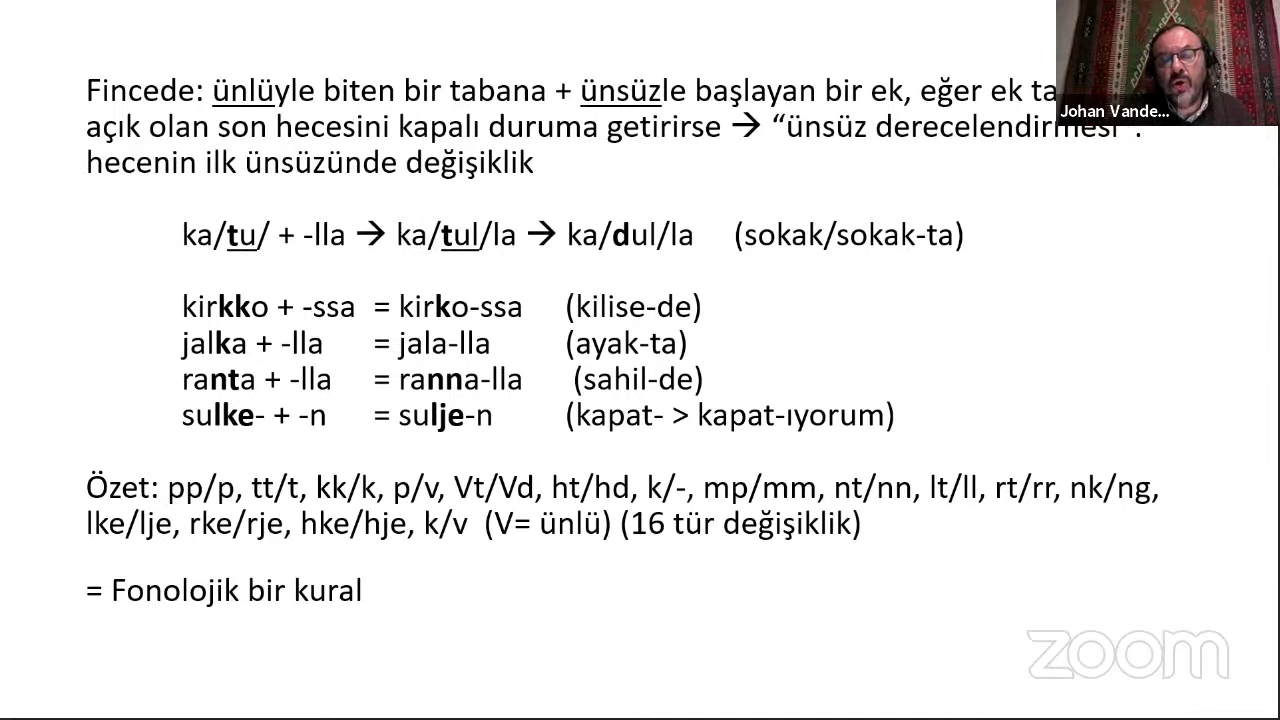 Fincede: ünlüyle biten bir tabana + ünsüzle başlayan bir ek, eğer ek
açık olan son hecesini kapalı duruma getirirse → “ünsüz derecelendirmesi”:
hecenin ilk ünsüzünde değişiklik
ka/tu/ + -lla → ka/tul/la → ka/dul/la (sokak/sokak-ta)
kirkko + -ssa = kirko-ssa (kilise-de)
jalka + -lla = jala-lla (ayak-ta)
ranta + -lla = ranna-lla (sahil-de)
sulke- + -n = sulje-n (kapat- > kapat-ıyorum)
Özet: pp/p, tt/t, kk/k, p/v, Vt/Vd, ht/hd, k/-, mp/mm, nt/nn, lt/ll, rt/rr, nk/ng,
lke/lje, rke/rje, hke/hje, k/v (V= ünlü) (16 tür değişiklik)
= Fonolojik bir kural
Johan Vande...
zoom